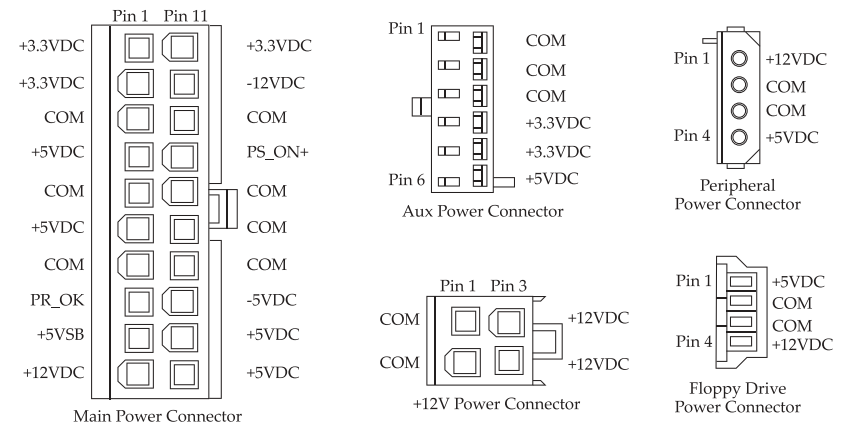 Pin 1 Pin 11
+3.3VDC +3.3VDC
+3.3VDC -12VDC
COM COM
+5VDC PS_ON+
COM COM
+5VDC COM
COM COM
PR_OK -5VDC
+5VSB +5VDC
+12VDC +5VDC
Main Power Connector
Pin 1
COM
COM
COM
+3.3VDC
+3.3VDC
Pin 6 +5VDC
Aux Power Connector
Pin 1 +12VDC
COM
COM
Pin 4 +5VDC
Peripheral
Power Connector
Pin 1 Pin 3
COM +12VDC
COM +12VDC
+12V Power Connector
Pin 1 +5VDC
COM
COM
Pin 4 +12VDC
Floppy Drive
Power Connector